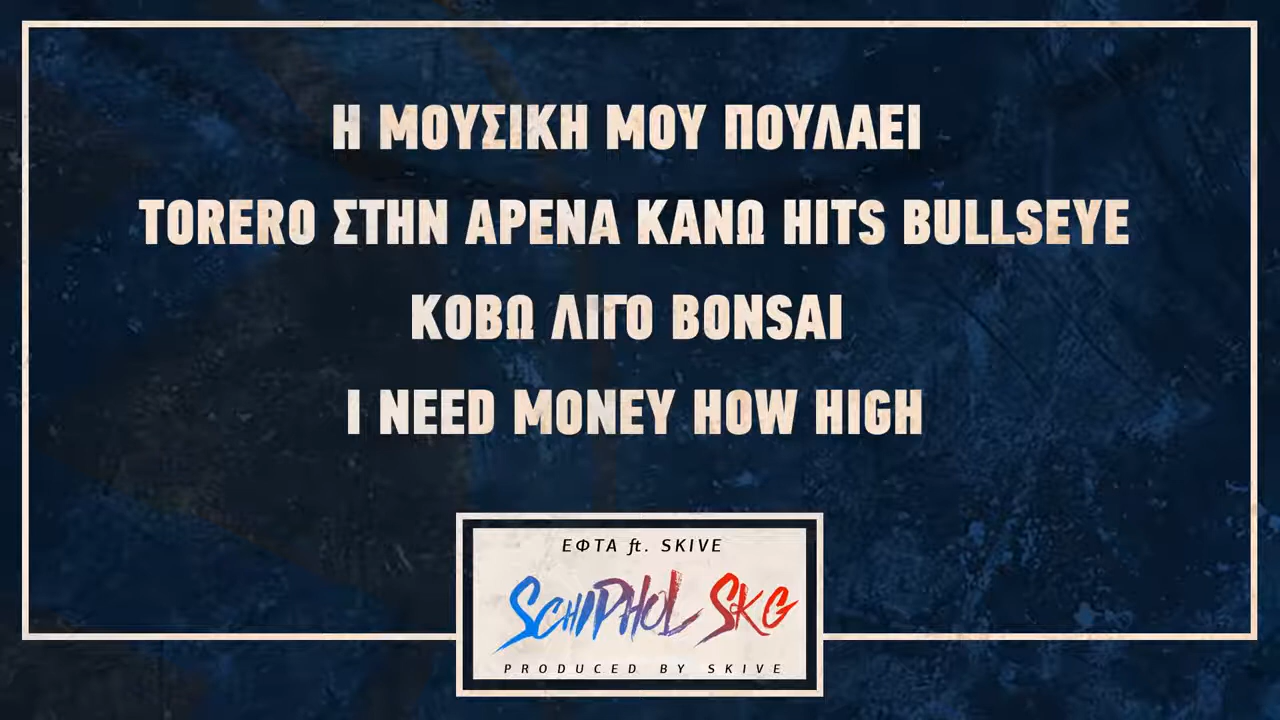 Η ΜΟΥΣΙΚΗ ΜΟΥ ΠΟΥΛΑΕΙ
TORERO ΣΤΗΝ ΑΡΕΝΑ ΚΑΝΩ HITS BULLSEYE
ΚΟΒΩ ΛΙΓΟ BONSAI
I NEED MONEY HOW HIGH
ΕΦΤΑ ft. SKIVE
SCHIPHOL SKG
PRODUCED BY SKIVE